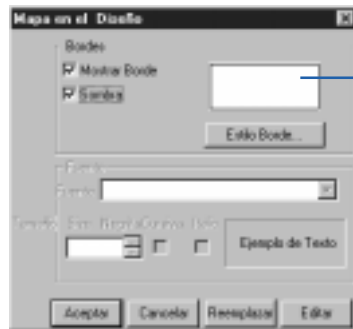 Mapa en el Diseño
Bordes
Mostrar Borde
Sombra
Estilo Borde...
Fuente
Fuente
Tamaño
Ejemplo de Texto
Aceptar Cancelar Reemplazar Editar